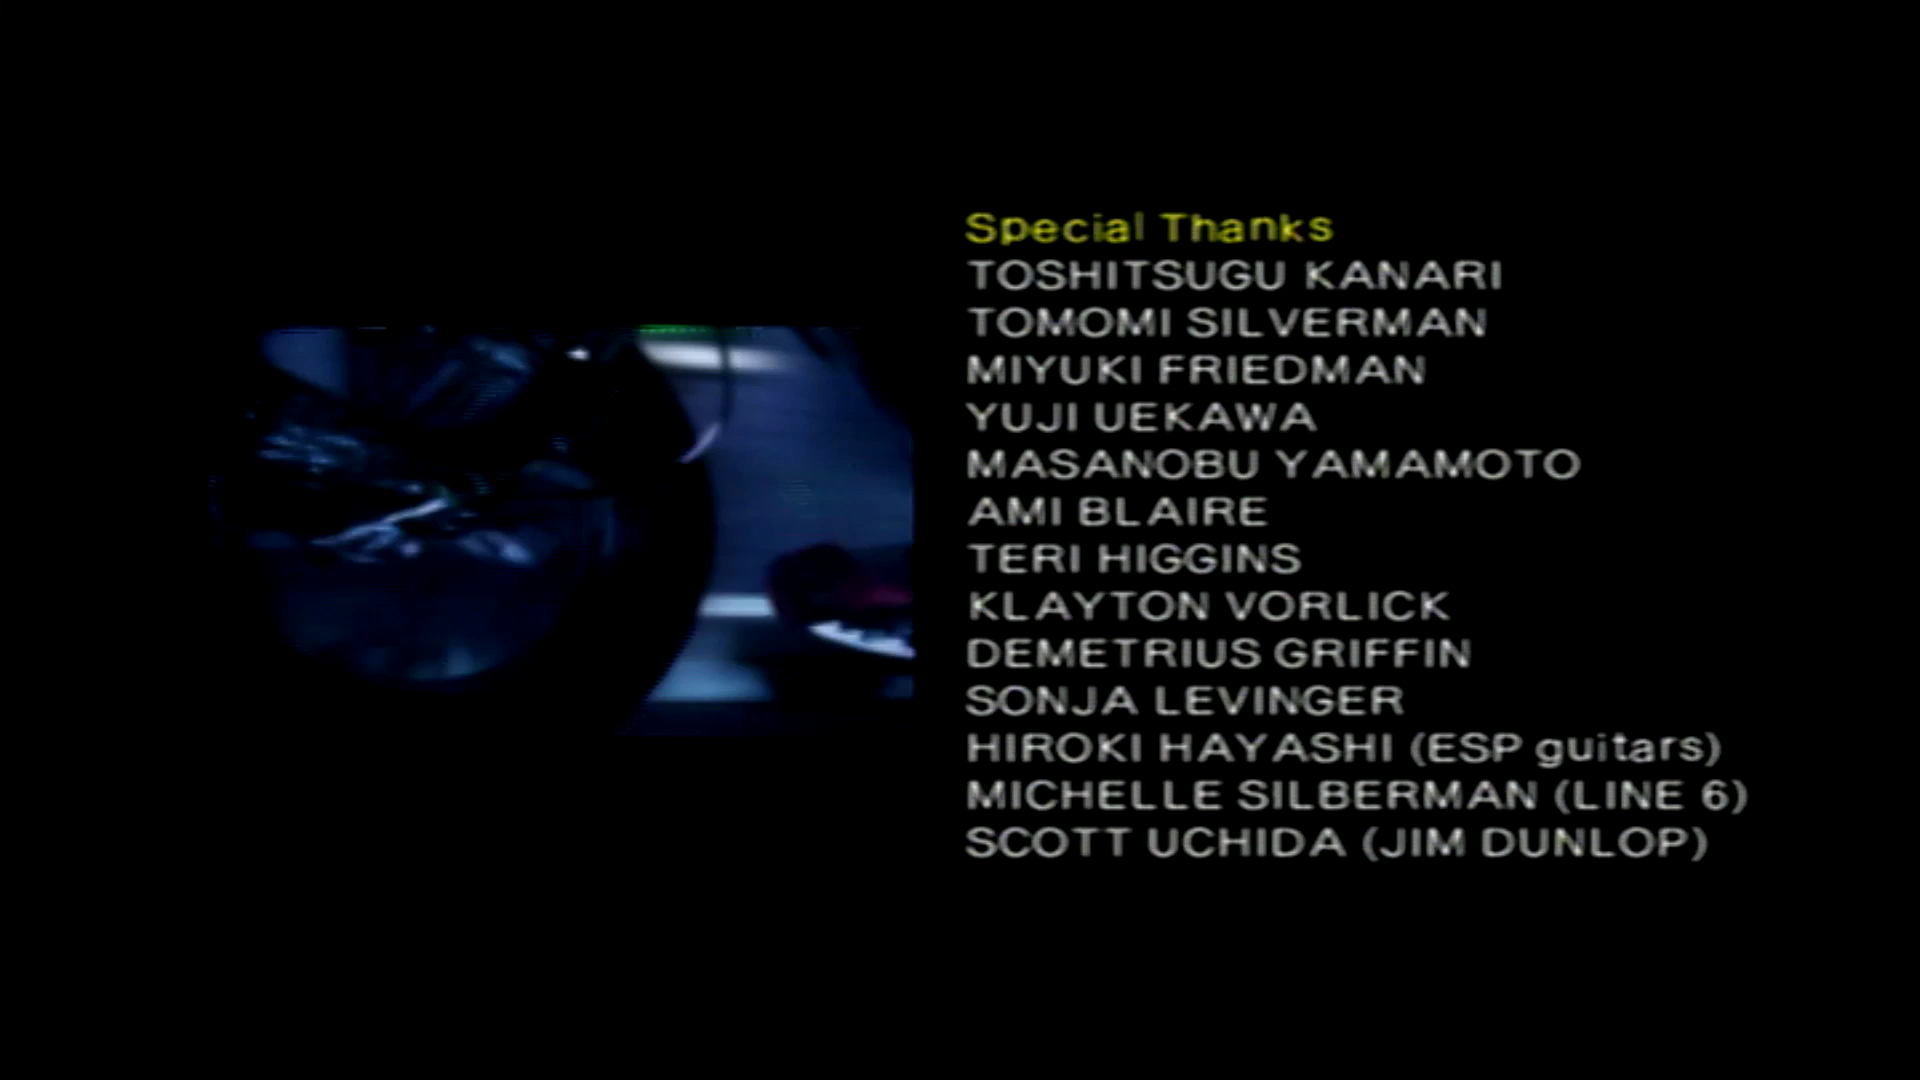 Special Thanks
TOSHITSUGU KANARI
TOMOMI SILVERMAN
MIYUKI FRIEDMAN
YUJI UEKAWA
MASANOBU YAMAMOTO
AMI BLAIRE
TERI HIGGINS
KLAYTON VORLICK
DEMETRIUS GRIFFIN
SONJA LEVINGER
HIROKI HAYASHI (ESP guitars)
MICHELLE SILBERMAN (LINE 6)
SCOTT UCHIDA (JIM DUNLOP)